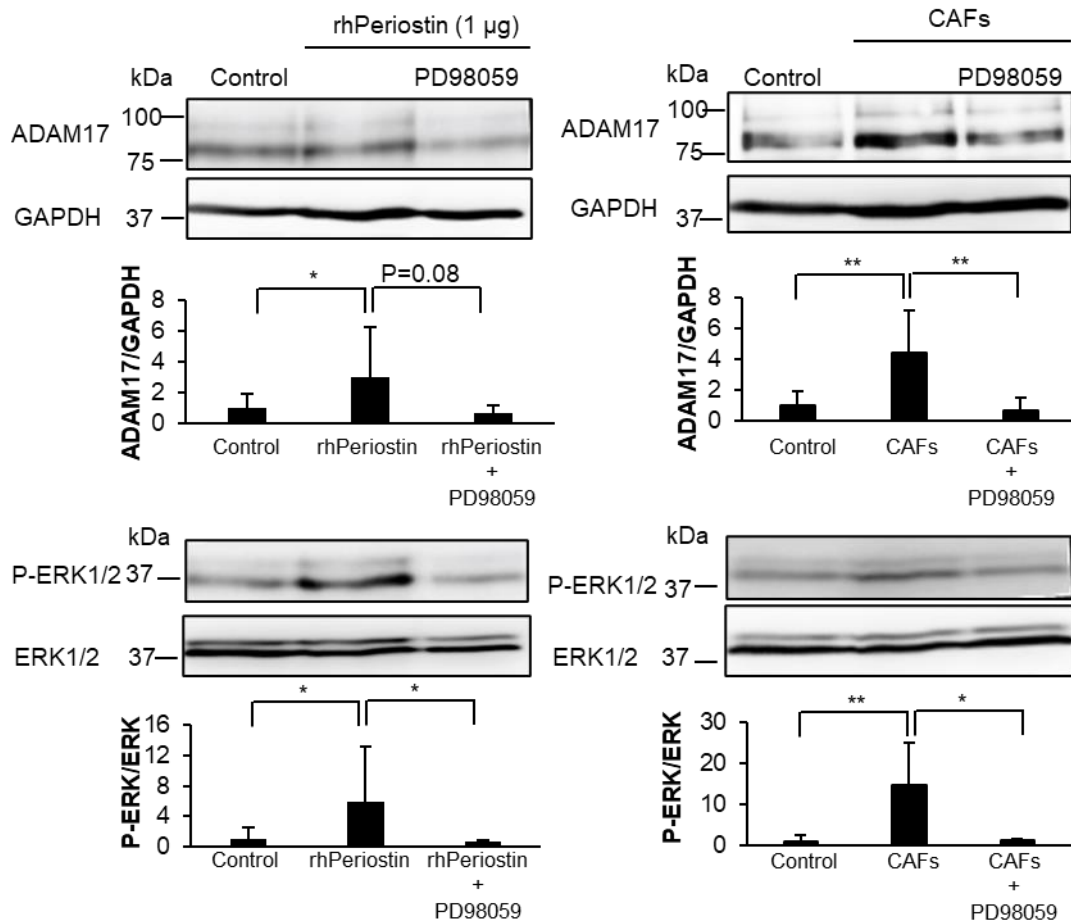 rhPeriostin (1 µg)
kDa Control PD98059
ADAM17
100
75
GAPDH
37
* P=0.08
ADAM17/GAPDH
8
6
4
2
0
Control rhPeriostin rhPeriostin
+
PD98059
CAFs
kDa Control PD98059
ADAM17
100
75
GAPDH
37
** **
ADAM17/GAPDH
8
6
4
2
0
Control CAFs CAFs
+
PD98059
kDa
P-ERK1/2 37
ERK1/2 37
* *
P-ERK/ERK
16
12
8
4
0
Control rhPeriostin rhPeriostin
+
PD98059
kDa
P-ERK1/2 37
ERK1/2 37
** *
P-ERK/ERK
30
20
10
0
Control CAFs CAFs
+
PD98059